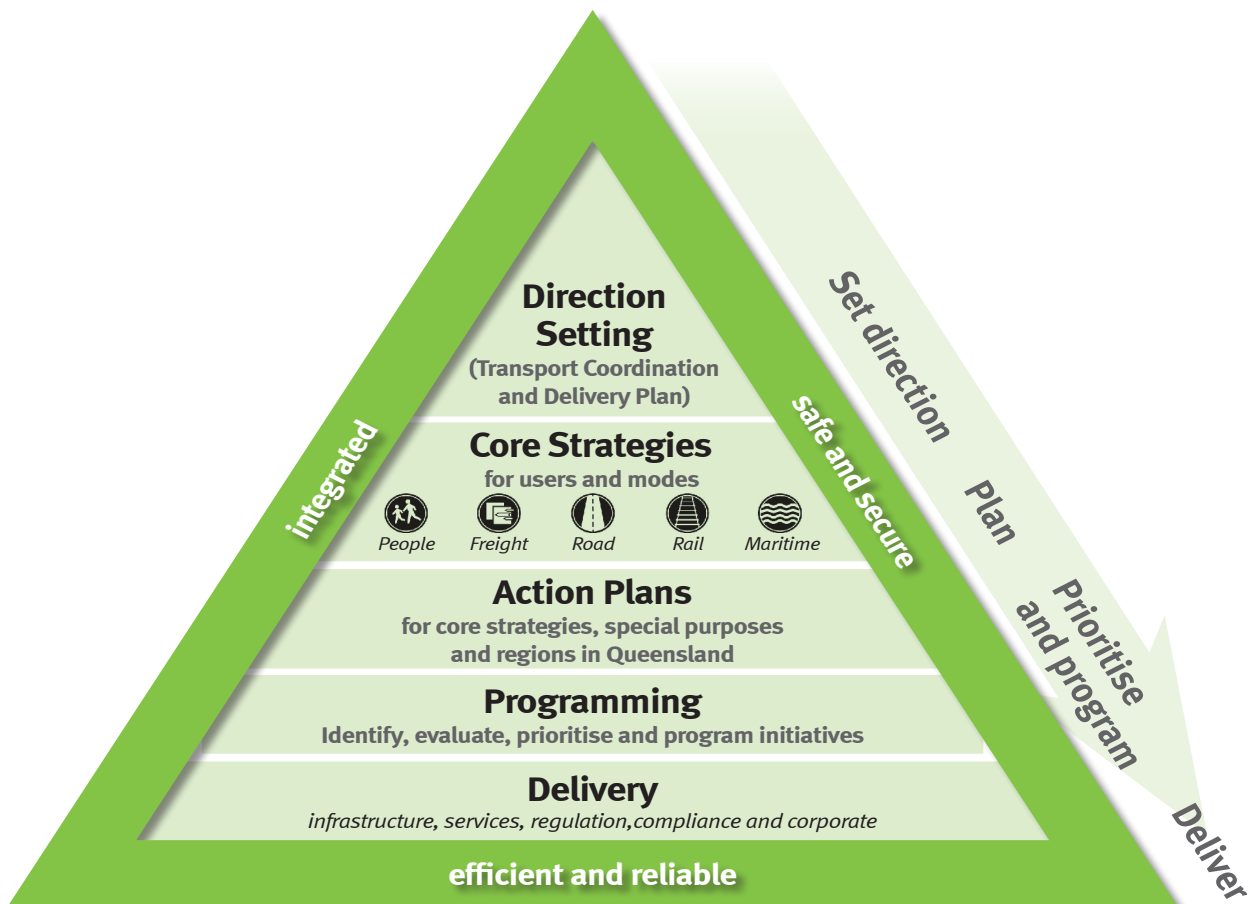 Direction
Setting
(Transport Coordination
and Delivery Plan)
Core Strategies
for users and modes
People
Freight
Road
Rail
Maritime
Action Plans
for core strategies, special purposes
and regions in Queensland
Programming
Identify, evaluate, prioritise and program initiatives
Delivery
infrastructure, services, regulation,compliance and corporate
integrated
safe and secure
efficient and reliable
Set direction
Plan
Prioritise
and program
Deliver